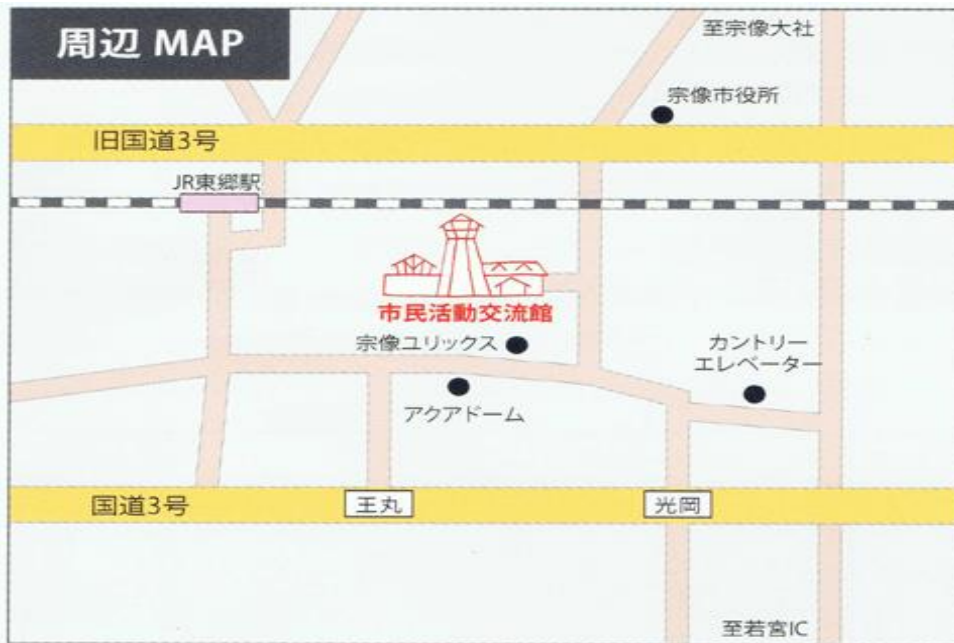 周辺 MAP
至宗像大社
宗像市役所
旧国道3号
JR東郷駅
市民活動交流館
宗像ユリックス
カントリー
エレベーター
アクアドーム
国道3号
王丸
光岡
至若宮IC